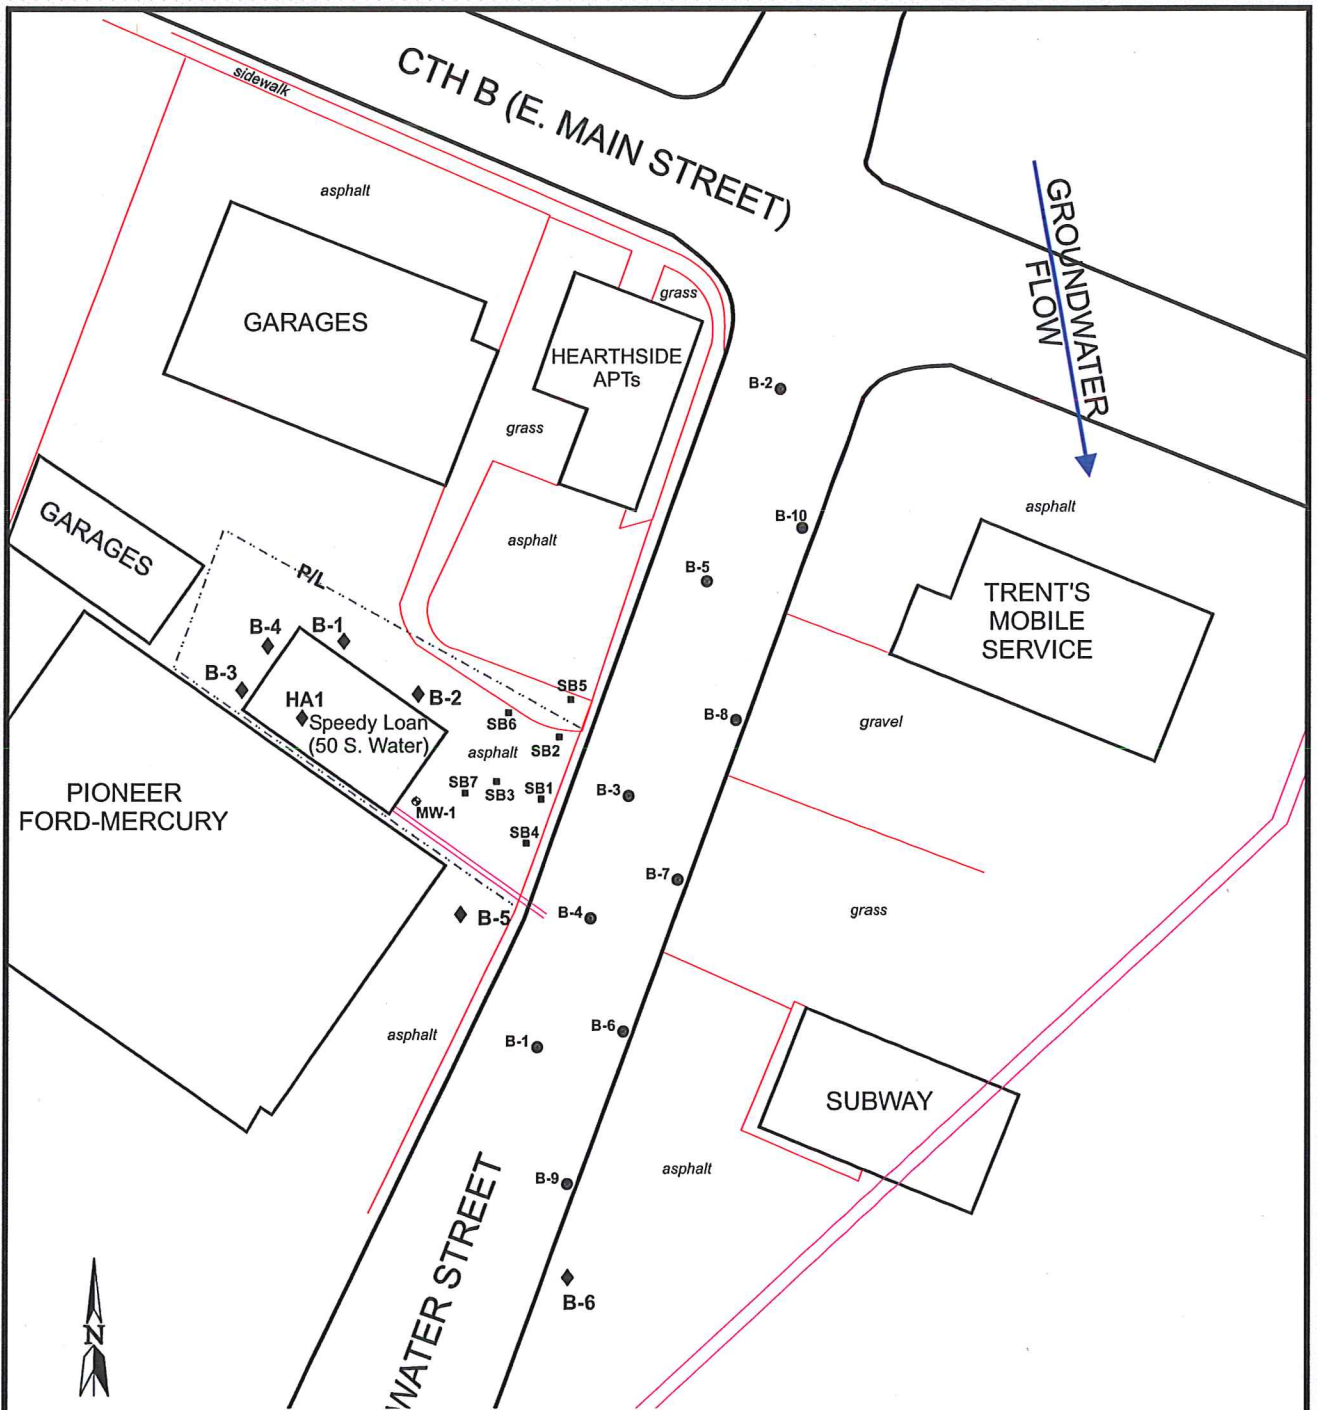 CTH B (E. MAIN STREET)
sidewalk
asphalt
GROUNDWATER
FLOW
grass
GARAGES
HEARTHSIDE
APTs
B-2
grass
asphalt
B-10
GARAGES
asphalt
B-5
P/L
TRENT'S
MOBILE
SERVICE
B-4
B-1
B-3
B-2
SB5
HA1
Speedy Loan
(50 S. Water)
SB6
B-8
gravel
asphalt
SB2
SB7
SB3
SB1
B-3
PIONEER
FORD-MERCURY
MW-1
SB4
B-7
B-5
B-4
grass
asphalt
B-1
B-6
SUBWAY
B-9
asphalt
WATER STREET
B-6
N